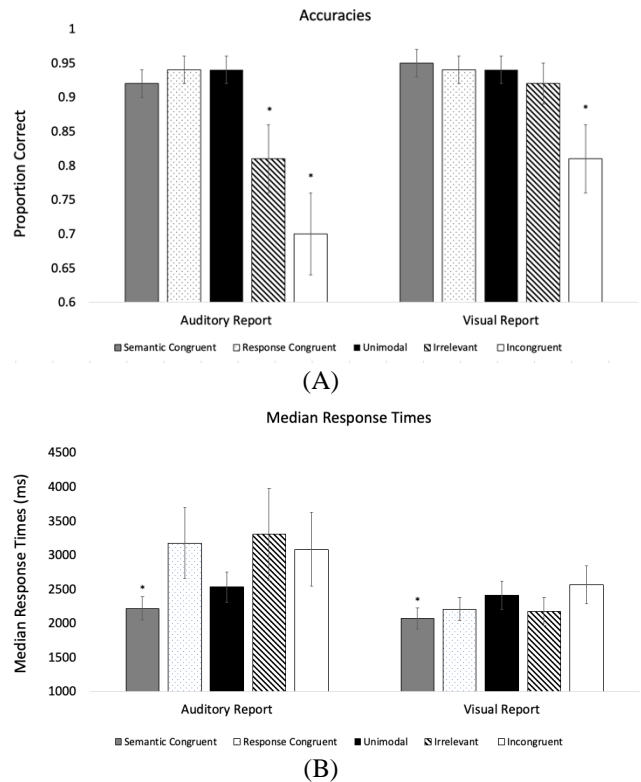 Accuracies
Proportion Correct
1
0.95
0.9
0.85
0.8
0.75
0.7
0.65
0.6
*
*
*
Auditory Report Visual Report
Semantic Congruent Response Congruent Unimodal Irrelevant Incongruent
(A)
Median Response Times
Median Response Times (ms)
4500
4000
3500
3000
2500
2000
1500
1000
*
*
Auditory Report Visual Report
Semantic Congruent Response Congruent Unimodal Irrelevant Incongruent
(B)